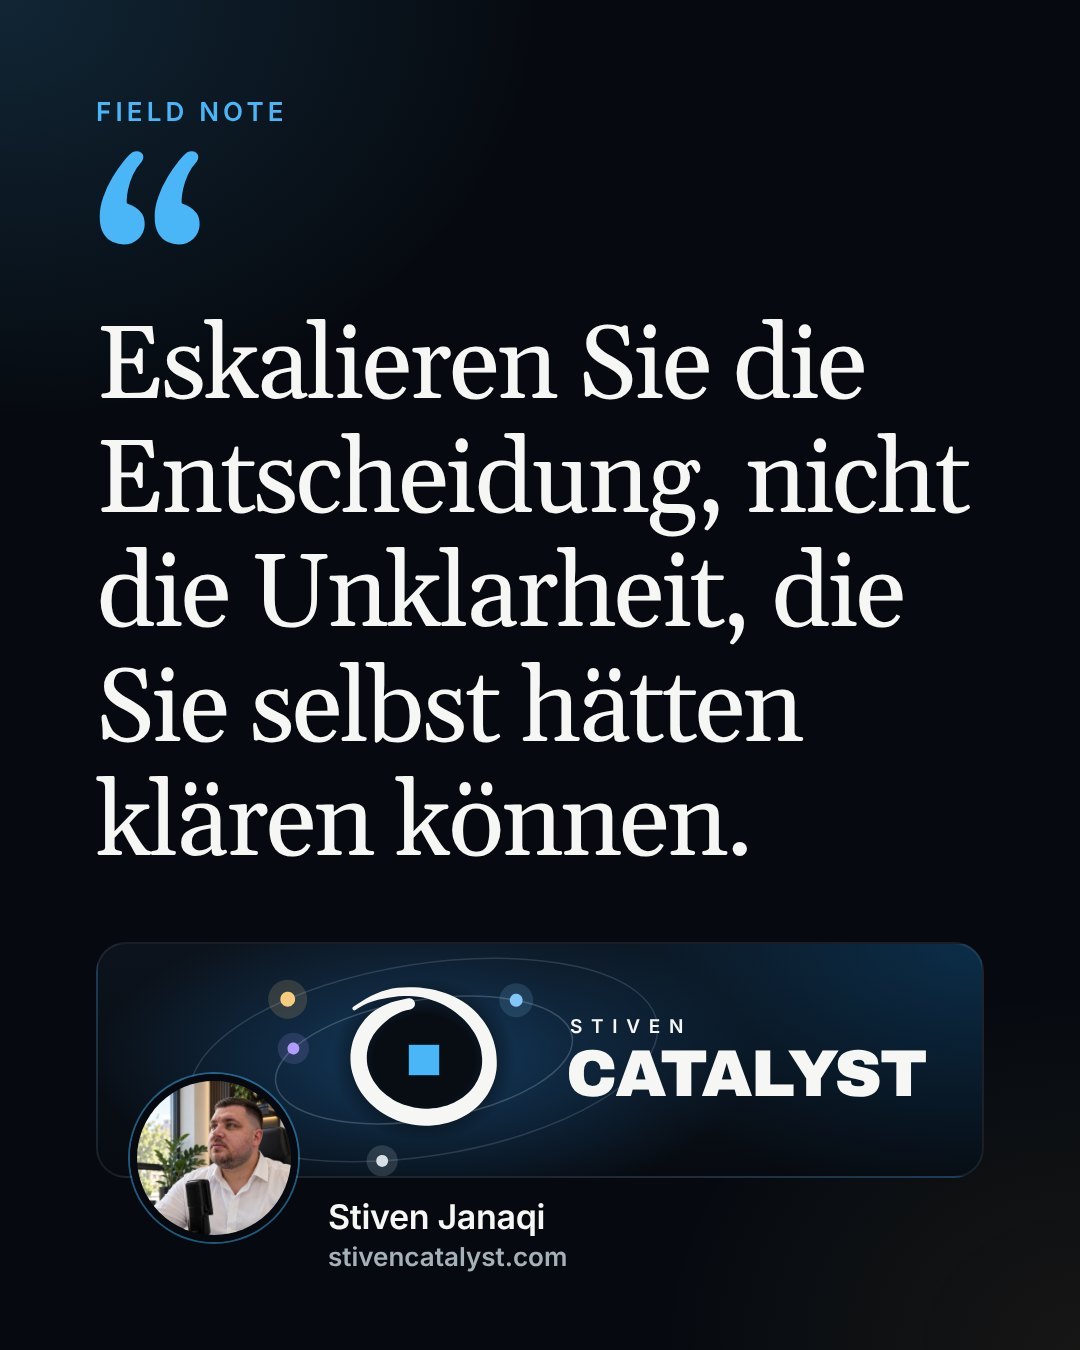 FIELD NOTE
“
Eskalieren Sie die
Entscheidung, nicht
die Unklarheit, die
Sie selbst hätten
klären können.
STIVEN
CATALYST
Stiven Janaqi
stivencatalyst.com